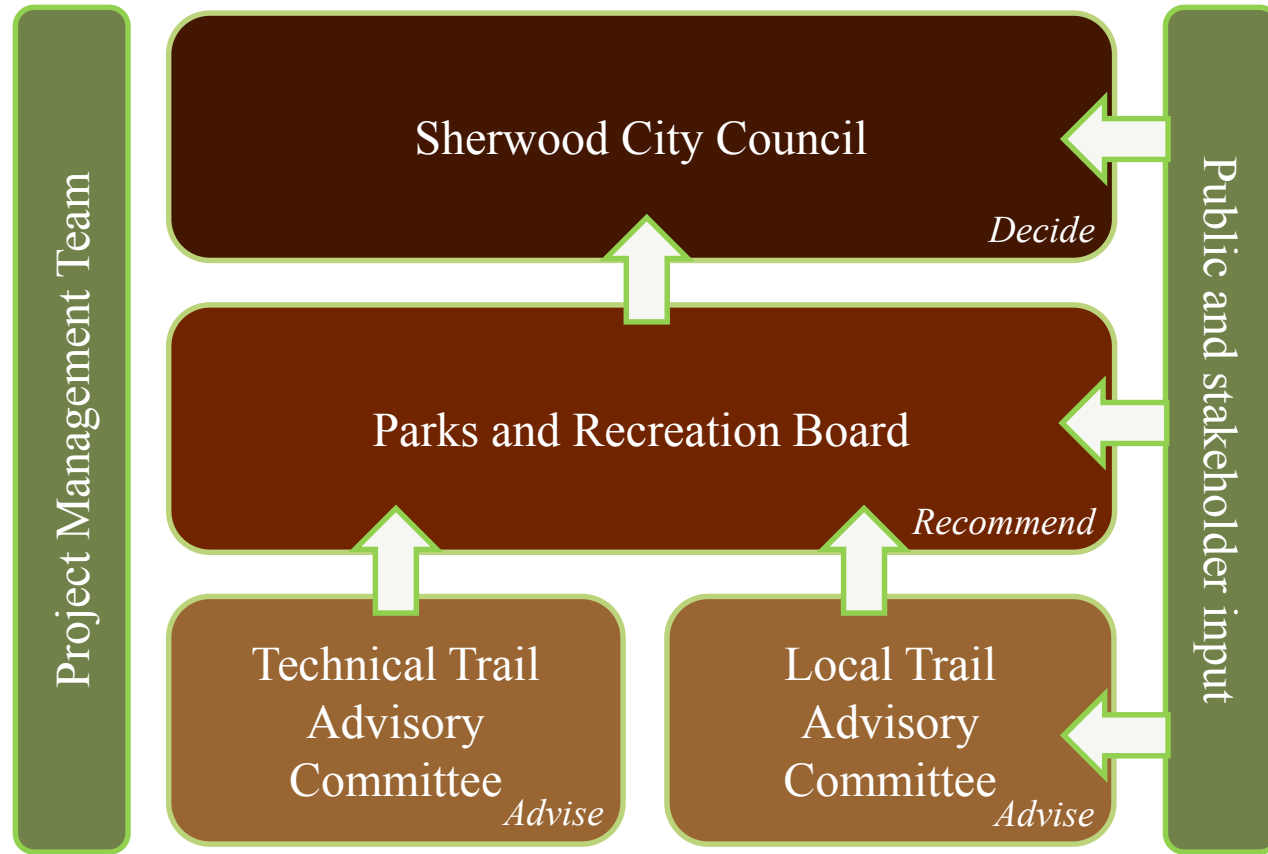 Project Management Team
Sherwood City Council
Decide
Parks and Recreation Board
Recommend
Technical Trail
Advisory
Committee
Advise
Local Trail
Advisory
Committee
Advise
Public and stakeholder input